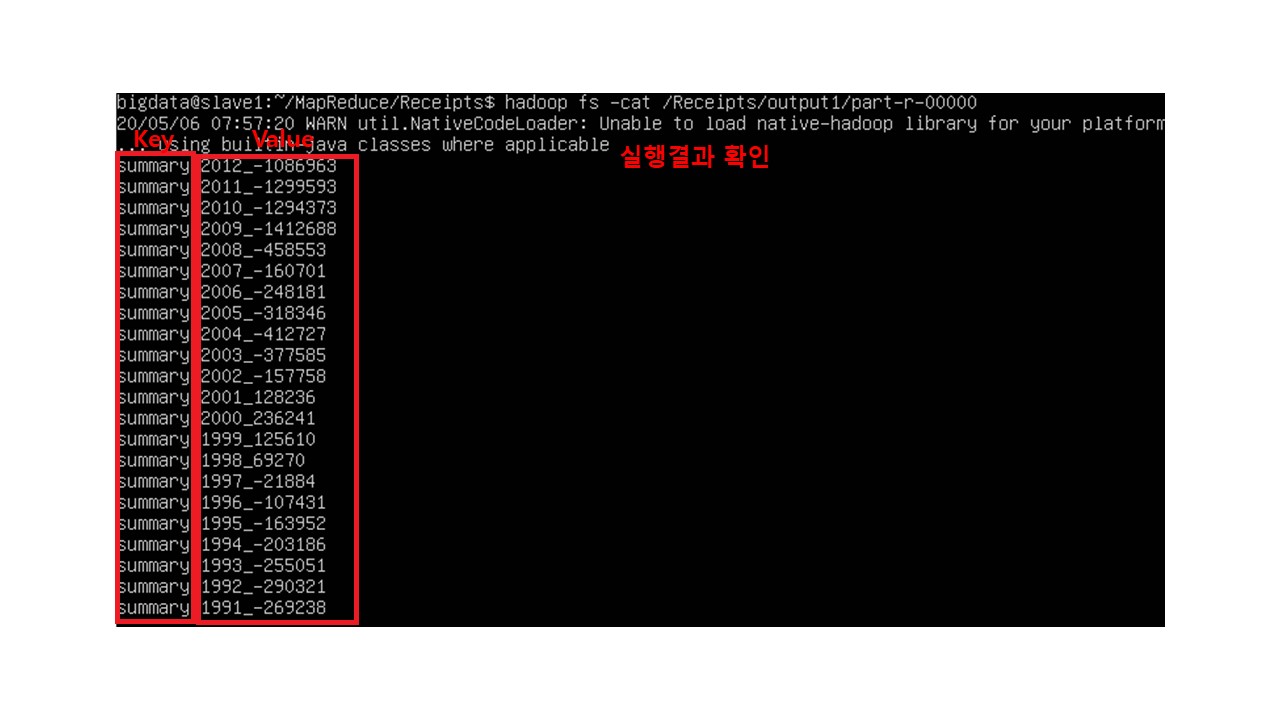 bigdata@slave1:~/MapReduce/Receipts$ hadoop fs -cat /Receipts/output1/part-r-00000
20/05/06 07:57:20 WARN util.NativeCodeLoader: Unable to load native-hadoop library for your platform
Key Value
... using builtin-java classes where applicable
실행결과 확인
summary 2012_-1086963
summary 2011_-1299593
summary 2010_-1294373
summary 2009_-1412688
summary 2008_-458553
summary 2007_-160701
summary 2006_-248181
summary 2005_-318346
summary 2004_-412727
summary 2003_-377585
summary 2002_-157758
summary 2001_128236
summary 2000_236241
summary 1999_125610
summary 1998_69270
summary 1997_-21884
summary 1996_-107431
summary 1995_-163952
summary 1994_-203186
summary 1993_-255051
summary 1992_-290321
summary 1991_-269238